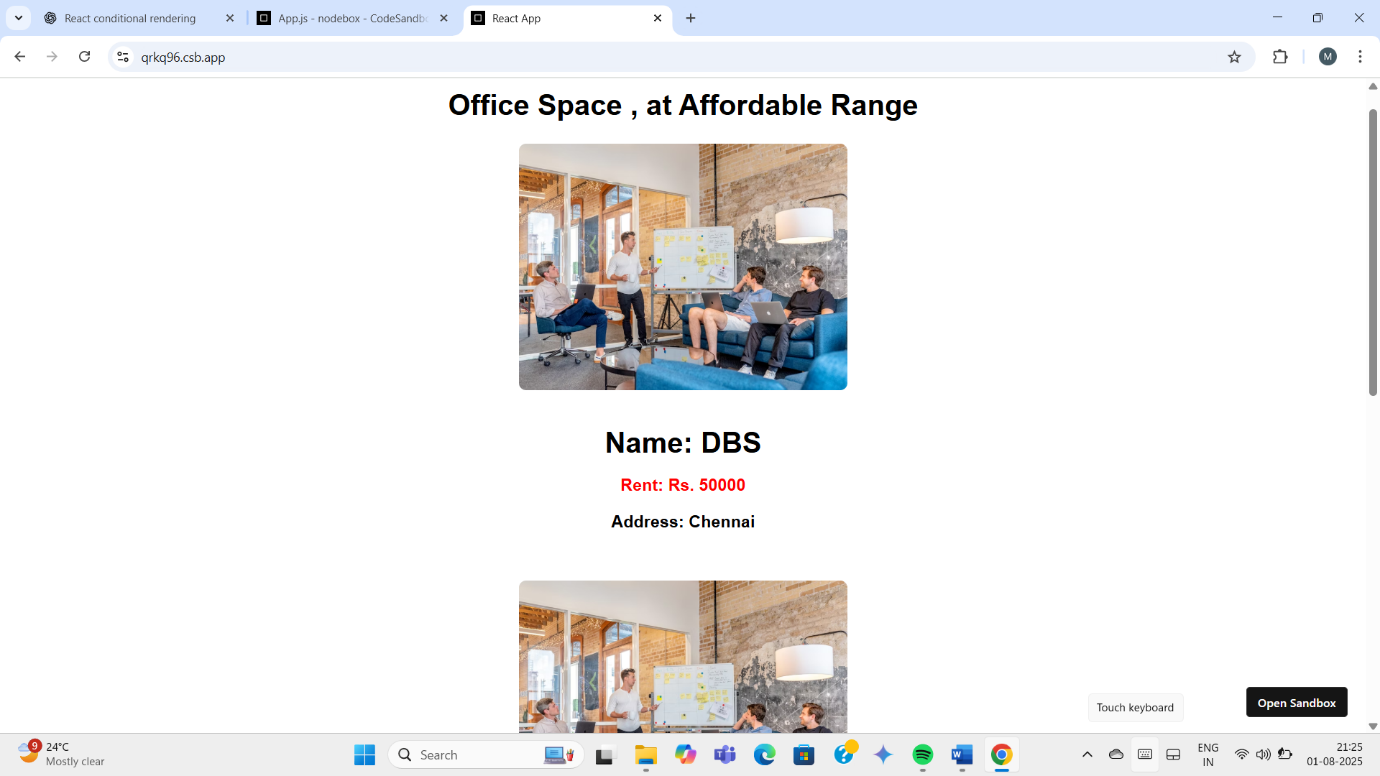 React conditional rendering
App.js - nodebox - CodeSandb
React App
qrkq96.csb.app
M
Office Space , at Affordable Range
Name: DBS
Rent: Rs. 50000
Address: Chennai
Touch keyboard
Open Sandbox
9
24°C
Mostly clear
Search
ENG
IN
21:25
01-08-2025